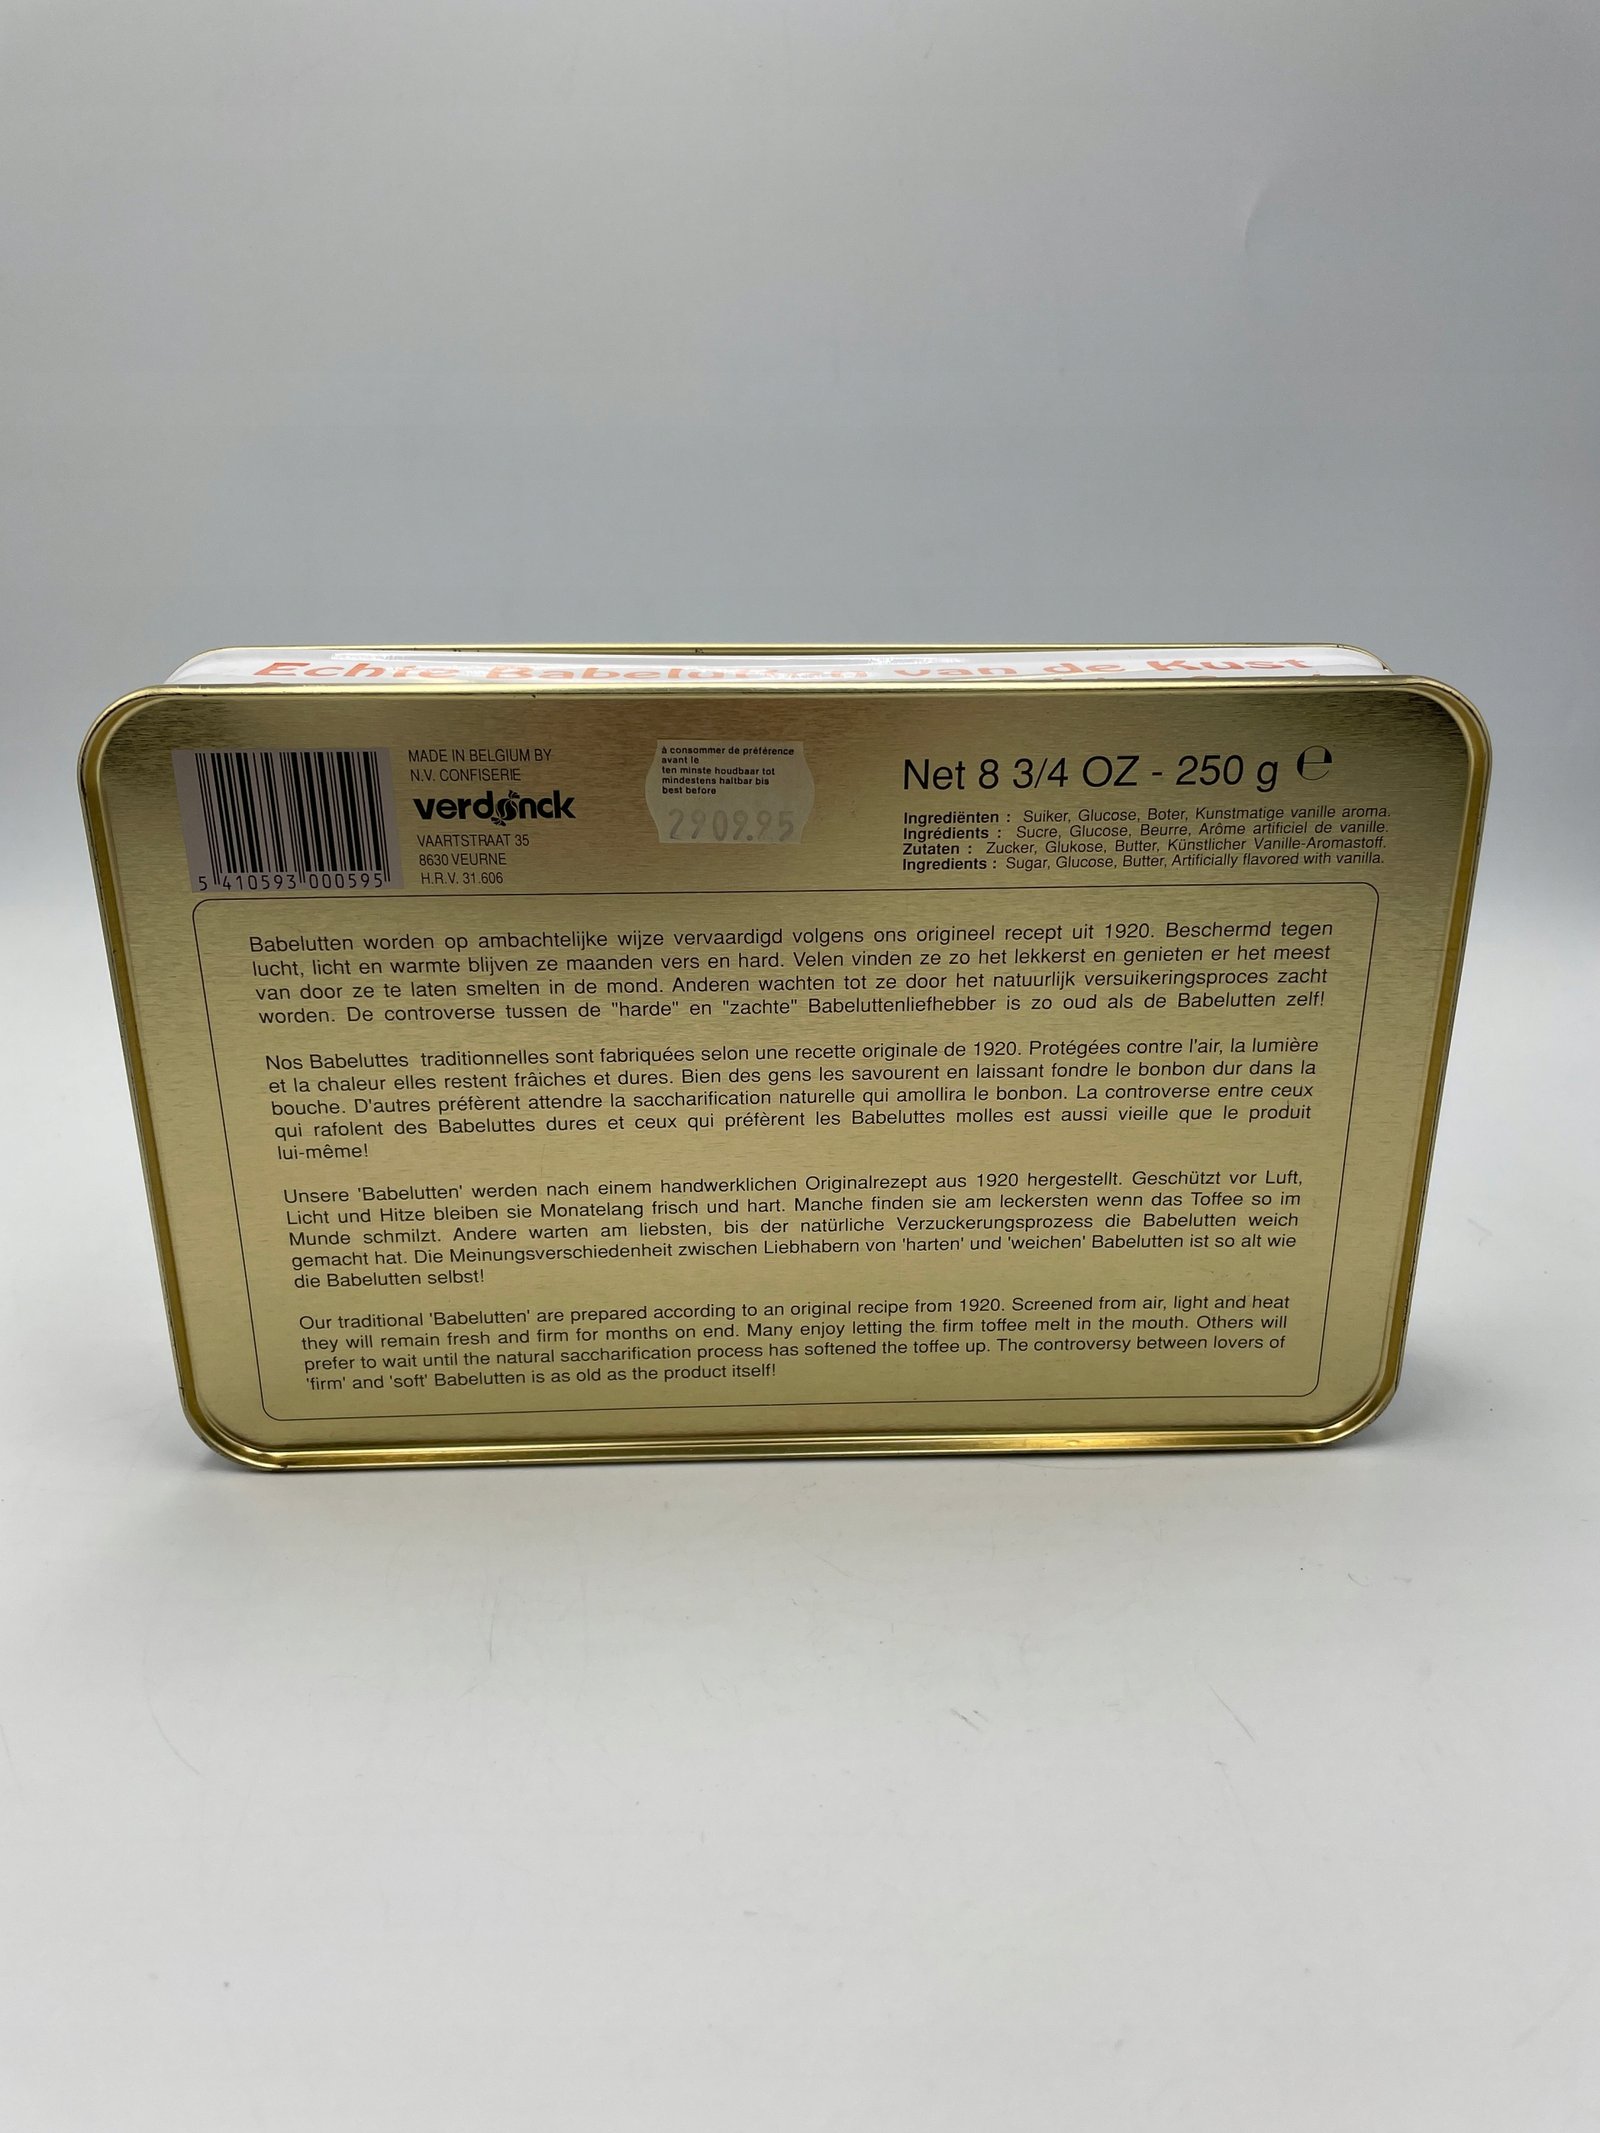 Echte Babelutten van de Kust
5 410593 000595
MADE IN BELGIUM BY
N.V. CONFISERIE
verdonck
VAARTSTRAAT 35
8630 VEURNE
H.R.V. 31.606
à consommer de préférence
avant le
ten minste houdbaar tot
mindestens haltbar bis
best before
29.09.95
Net 8 3/4 OZ - 250 g ℮
Ingrediënten : Suiker, Glucose, Boter, Kunstmatige vanille aroma.
Ingrédients : Sucre, Glucose, Beurre, Arôme artificiel de vanille.
Zutaten : Zucker, Glukose, Butter, Künstlicher Vanille-Aromastoff.
Ingredients : Sugar, Glucose, Butter, Artificially flavored with vanilla.
Babelutten worden op ambachtelijke wijze vervaardigd volgens ons origineel recept uit 1920. Beschermd tegen
lucht, licht en warmte blijven ze maanden vers en hard. Velen vinden ze zo het lekkerst en genieten er het meest
van door ze te laten smelten in de mond. Anderen wachten tot ze door het natuurlijk versuikeringsproces zacht
worden. De controverse tussen de "harde" en "zachte" Babeluttenliefhebber is zo oud als de Babelutten zelf!
Nos Babeluttes traditionnelles sont fabriquées selon une recette originale de 1920. Protégées contre l'air, la lumière
et la chaleur elles restent frâiches et dures. Bien des gens les savourent en laissant fondre le bonbon dur dans la
bouche. D'autres préfèrent attendre la saccharification naturelle qui amollira le bonbon. La controverse entre ceux
qui rafolent des Babeluttes dures et ceux qui préfèrent les Babeluttes molles est aussi vieille que le produit
lui-même!
Unsere 'Babelutten' werden nach einem handwerklichen Originalrezept aus 1920 hergestellt. Geschützt vor Luft,
Licht und Hitze bleiben sie Monatelang frisch und hart. Manche finden sie am leckersten wenn das Toffee so im
Munde schmilzt. Andere warten am liebsten, bis der natürliche Verzuckerungsprozess die Babelutten weich
gemacht hat. Die Meinungsverschiedenheit zwischen Liebhabern von 'harten' und 'weichen' Babelutten ist so alt wie
die Babelutten selbst!
Our traditional 'Babelutten' are prepared according to an original recipe from 1920. Screened from air, light and heat
they will remain fresh and firm for months on end. Many enjoy letting the firm toffee melt in the mouth. Others will
prefer to wait until the natural saccharification process has softened the toffee up. The controversy between lovers of
'firm' and 'soft' Babelutten is as old as the product itself!